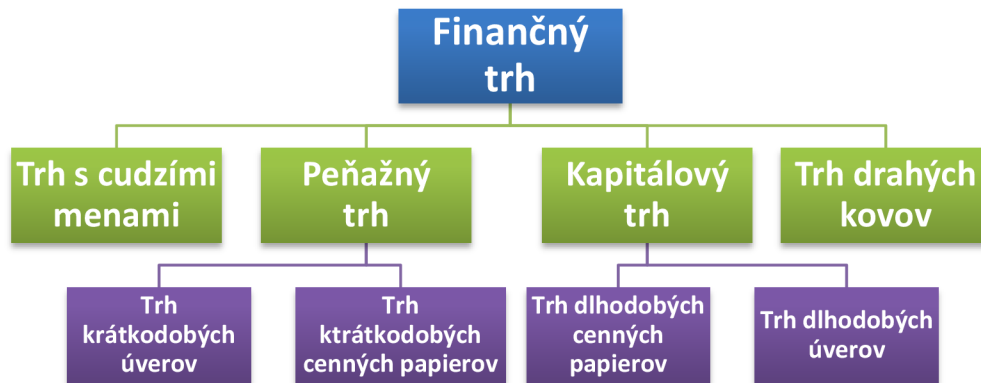 Finančný
trh
Trh s cudzími
menami
Peňažný
trh
Kapitálový
trh
Trh drahých
kovov
Trh
krátkodobých
úverov
Trh
ktrátkodobých
cenných papierov
Trh dlhodobých
cenných
papierov
Trh dlhodobých
úverov